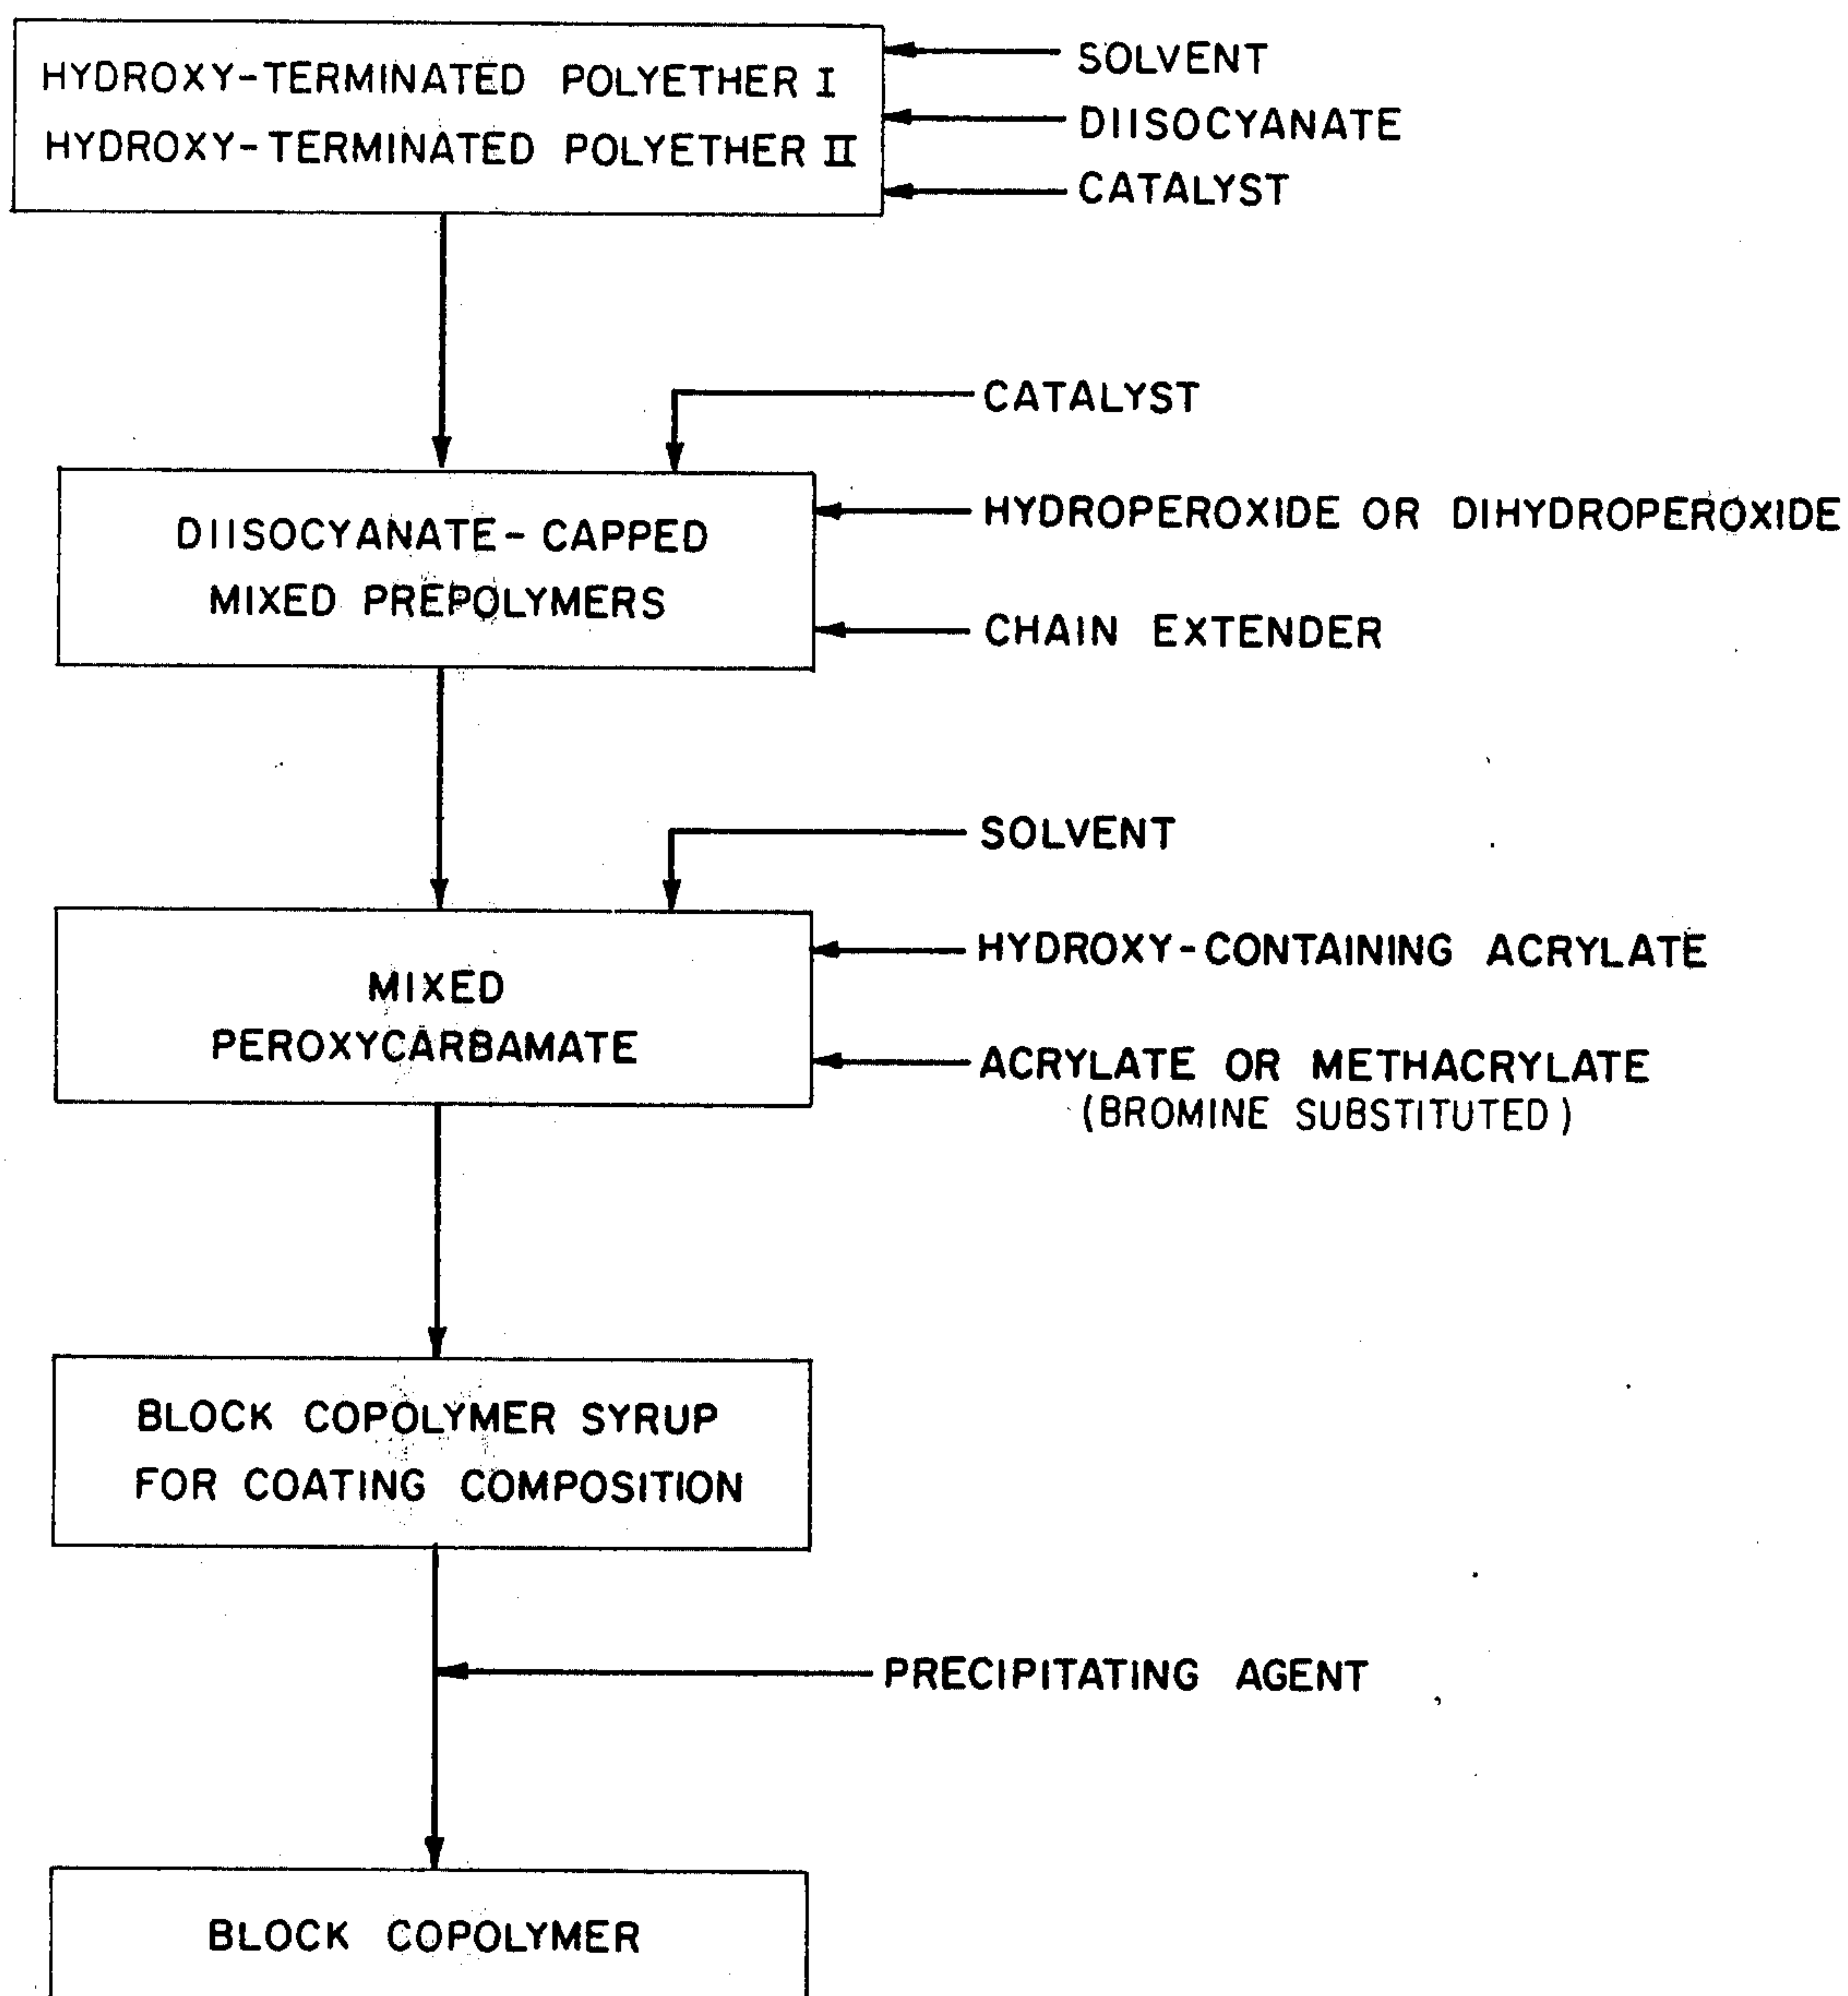 HYDROXY-TERMINATED POLYETHER I
HYDROXY-TERMINATED POLYETHER II
SOLVENT
DIISOCYANATE
CATALYST
CATALYST
HYDROPEROXIDE OR DIHYDROPEROXIDE
CHAIN EXTENDER
DIISOCYANATE-CAPPED
MIXED PREPOLYMERS
SOLVENT
HYDROXY-CONTAINING ACRYLATE
ACRYLATE OR METHACRYLATE
(BROMINE SUBSTITUTED)
MIXED
PEROXYCARBAMATE
BLOCK COPOLYMER SYRUP
FOR COATING COMPOSITION
PRECIPITATING AGENT
BLOCK COPOLYMER